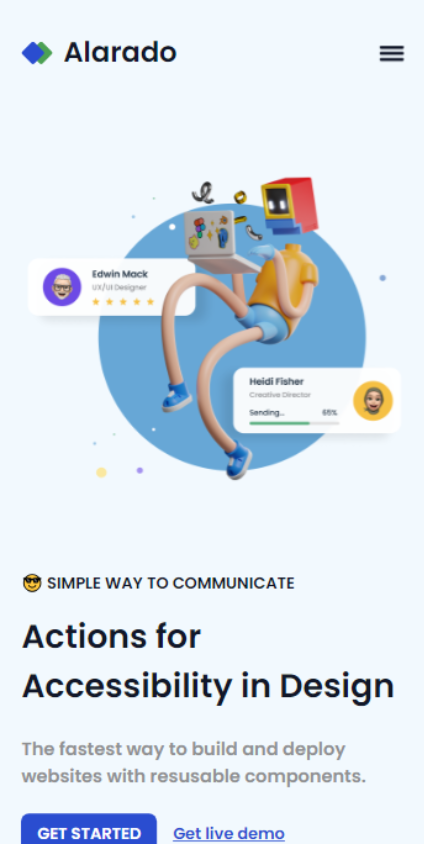 Alarado
Edwin Mack
UX/UI Designer
Heidi Fisher
Creative Director
Sending... 65%
😎 SIMPLE WAY TO COMMUNICATE
Actions for
Accessibility in Design
The fastest way to build and deploy
websites with resusable components.
GET STARTED Get live demo